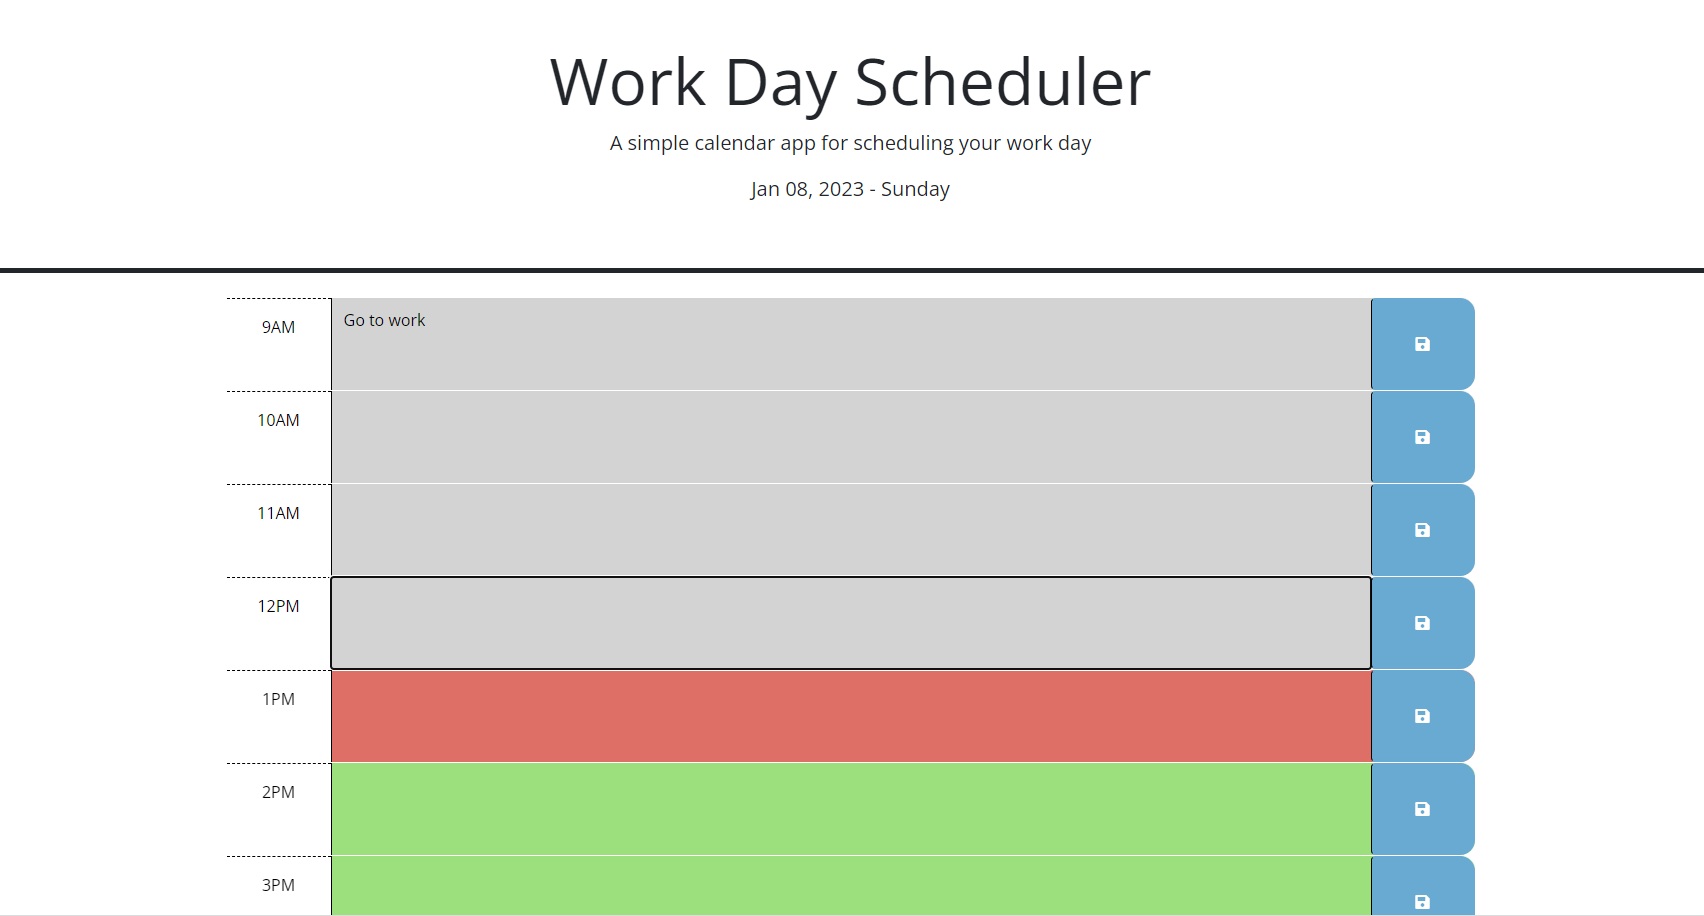 Work Day Scheduler
A simple calendar app for scheduling your work day
Jan 08, 2023 - Sunday
9AM
Go to work
10AM
11AM
12PM
1PM
2PM
3PM